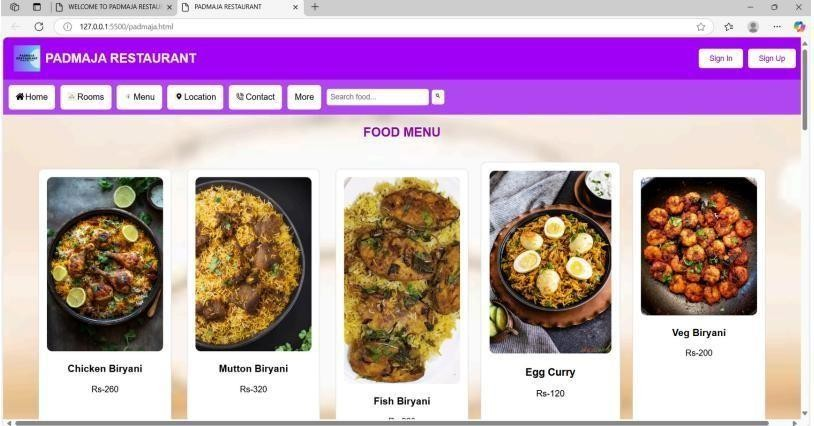 WELCOME TO PADMAJA RESTAU
PADMAJA RESTAURANT
127.0.0.1:5500/padmaja.html
PADMAJA RESTAURANT
Sign In
Sign Up
Home
Rooms
Menu
Location
Contact
More
Search food...
FOOD MENU
Chicken Biryani
Rs-260
Mutton Biryani
Rs-320
Fish Biryani
Egg Curry
Rs-120
Veg Biryani
Rs-200